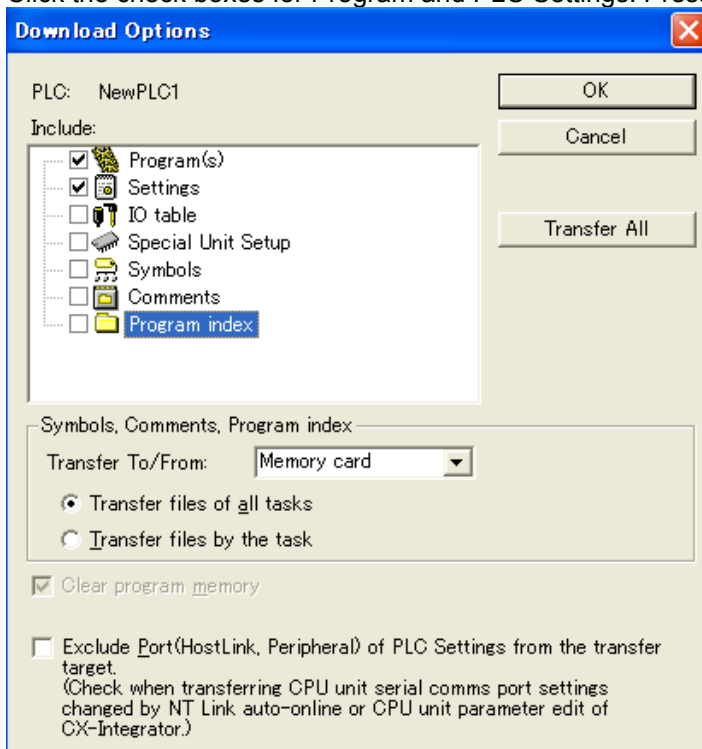 Click the check boxes for Program and PLC Settings. Pres
Download Options
PLC: NewPLC1
OK
Include:
Cancel
Program(s)
Settings
IO table
Transfer All
Special Unit Setup
Symbols
Comments
Program index
Symbols, Comments, Program index
Transfer To/From: Memory card
Transfer files of all tasks
Transfer files by the task
Clear program memory
Exclude Port(HostLink, Peripheral) of PLC Settings from the transfer
target.
(Check when transferring CPU unit serial comms port settings
changed by NT Link auto-online or CPU unit parameter edit of
CX-Integrator.)